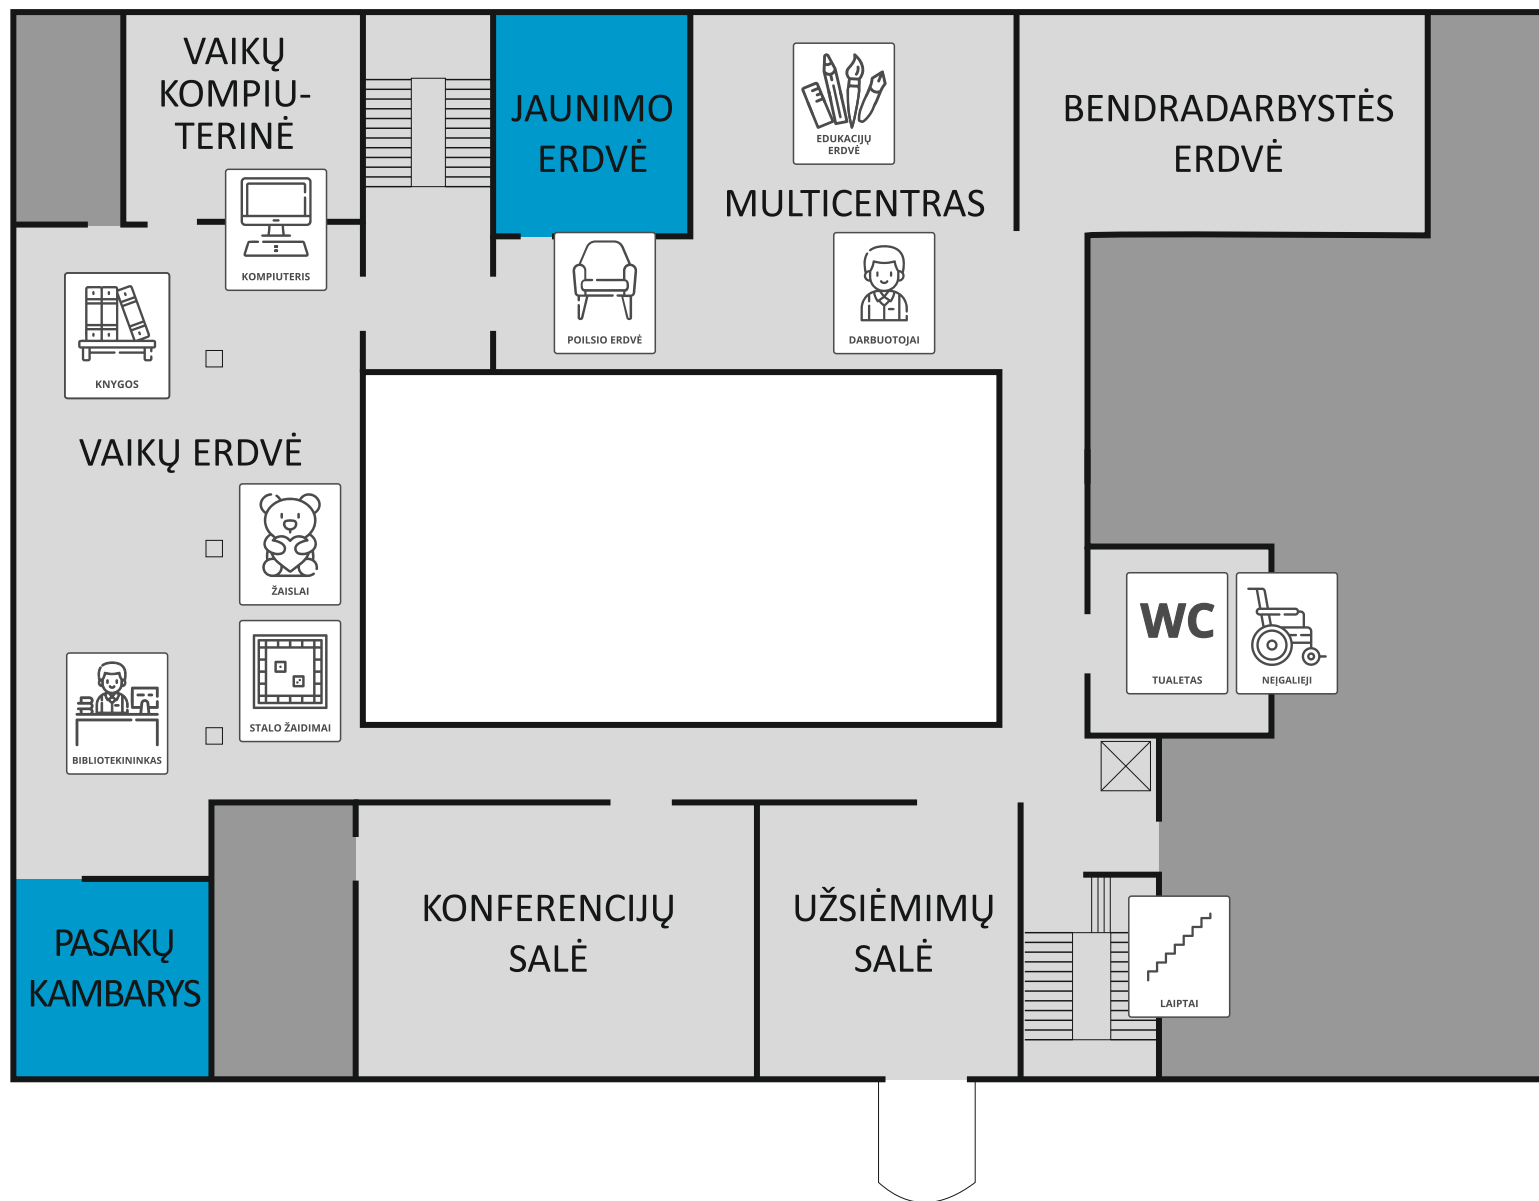 VAIKŲ
KOMPIU-
TERINĖ
KOMPIUTERIS
JAUNIMO
ERDVĖ
POILSIO ERDVĖ
EDUKACIJŲ
ERDVĖ
MULTICENTRAS
DARBUOTOJAI
BENDRADARBYSTĖS
ERDVĖ
KNYGOS
VAIKŲ ERDVĖ
ŽAISLAI
STALO ŽAIDIMAI
BIBLIOTEKININKAS
WC
TUALETAS
NEĮGALIEJI
PASAKŲ
KAMBARYS
KONFERENCIJŲ
SALĖ
UŽSIĖMIMŲ
SALĖ
LAIPTAI